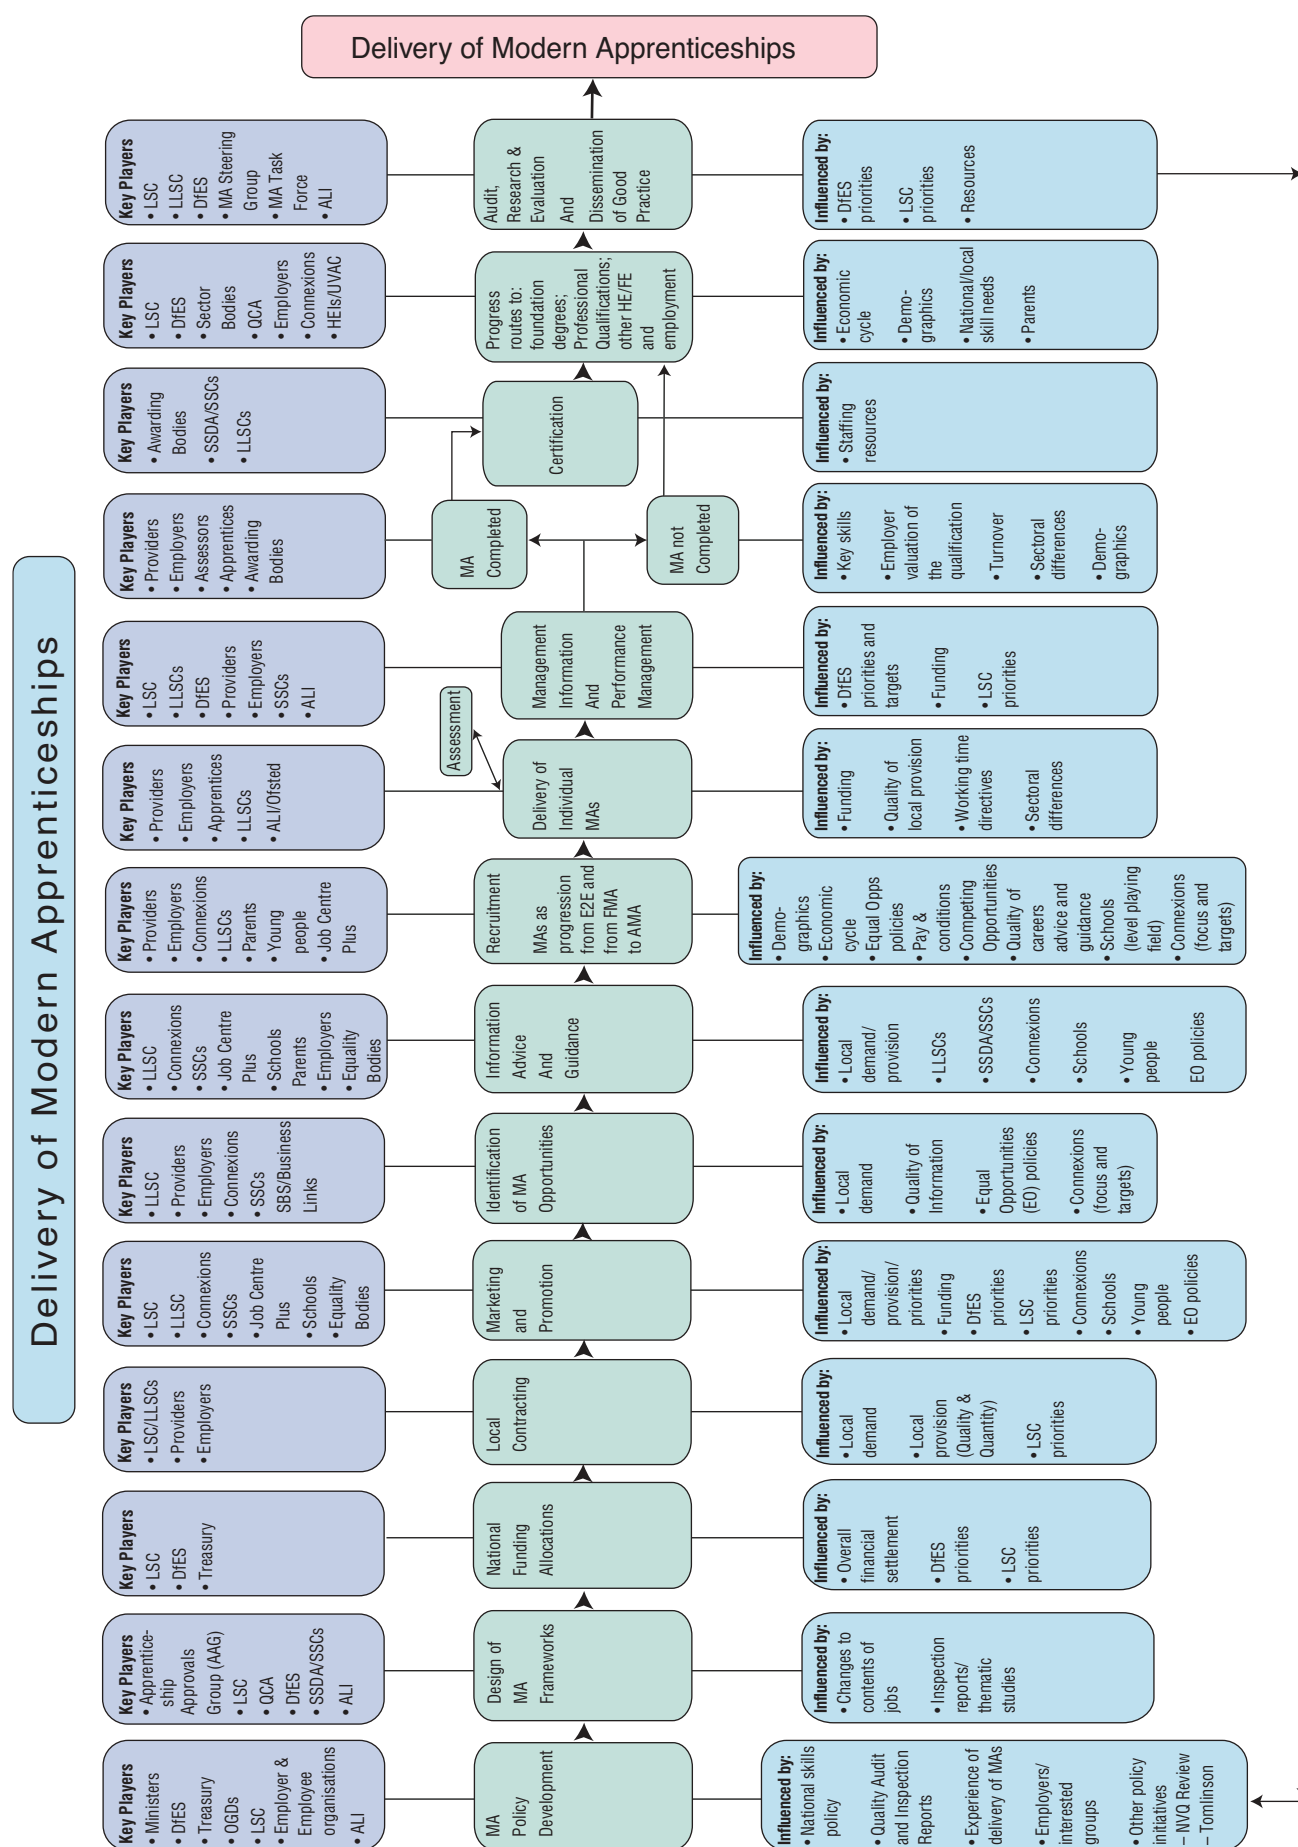 Delivery of Modern Apprenticeships
Delivery of Modern Apprenticeships
Key Players
• Ministers
• DfES
• Treasury
• OGDs
• LSC
• Employer &
Employee
organisations
• ALI
MA
Policy
Development
Influenced by:
• National skills
policy
• Quality Audit
and Inspection
Reports
• Experience of
delivery of MAs
• Employers/
interested
groups
• Other policy
initiatives
– NVQ Review
– Tomlinson
Key Players
• Apprentice-
ship
Approvals
Group (AAG)
• LSC
• QCA
• DfES
• SSDA/SSCs
• ALI
Design of
MA
Frameworks
Influenced by:
• Changes to
contents of
jobs
• Inspection
reports/
thematic
studies
Key Players
• LSC
• DfES
• Treasury
National
Funding
Allocations
Influenced by:
• Overall
financial
settlement
• DfES
priorities
• LSC
priorities
Key Players
• LSC/LLSCs
• Providers
• Employers
Local
Contracting
Influenced by:
• Local
demand
• Local
provision
(Quality &
Quantity)
• LSC
priorities
Key Players
• LSC
• LLSC
• Connexions
• SSCs
• Job Centre
Plus
• Schools
• Equality
Bodies
Marketing
and
Promotion
Influenced by:
• Local
demand/
provision/
priorities
• Funding
• DfES
priorities
• LSC
priorities
• Connexions
• Schools
• Young
people
• EO policies
Key Players
• LLSC
• Providers
• Employers
• Connexions
• SSCs
SBS/Business
Links
Identification
of MA
Opportunities
Influenced by:
• Local
demand
• Quality of
Information
• Equal
Opportunities
(EO) policies
• Connexions
(focus and
targets)
Key Players
• LLSC
• Connexions
• SSCs
• Job Centre
Plus
• Schools
Parents
• Employers
• Equality
Bodies
Information
Advice
And
Guidance
Influenced by:
• Local
demand/
provision
• LLSCs
• SSDA/SSCs
• Connexions
• Schools
• Young
people
EO policies
Key Players
• Providers
• Employers
• Connexions
• LLSCs
• Parents
• Young
people
• Job Centre
Plus
Recruitment
MAs as
progression
from E2E and
from FMA
to AMA
Influenced by:
• Demo-
graphics
• Economic
cycle
• Equal Opps
policies
• Pay &
conditions
• Competing
Opportunities
• Quality of
careers
advice and
guidance
• Schools
(level playing
field)
• Connexions
(focus and
targets)
Key Players
• Providers
• Employers
• Apprentices
• LLSCs
• ALI/Ofsted
Assessment
Delivery of
Individual
MAs
Influenced by:
• Funding
• Quality of
local provision
• Working time
directives
• Sectoral
differences
Key Players
• LSC
• LLSCs
• DfES
• Providers
• Employers
• SSCs
• ALI
Management
Information
And
Performance
Management
Influenced by:
• DfES
priorities and
targets
• Funding
• LSC
priorities
Key Players
• Providers
• Employers
• Assessors
• Apprentices
• Awarding
Bodies
MA
Completed
MA not
Completed
Influenced by:
• Key skills
• Employer
valuation of
the
qualification
• Turnover
• Sectoral
differences
• Demo-
graphics
Key Players
• Awarding
Bodies
• SSDA/SSCs
• LLSCs
Certification
Influenced by:
• Staffing
resources
Key Players
• LSC
• DfES
• Sector
Bodies
• QCA
• Employers
• Connexions
• HEIs/UVAC
Progress
routes to:
foundation
degrees;
Professional
Qualifications;
other HE/FE
and
employment
Influenced by:
• Economic
cycle
• Demo-
graphics
• National/local
skill needs
• Parents
Key Players
• LSC
• LLSC
• DfES
• MA Steering
Group
• MA Task
Force
• ALI
Audit,
Research &
Evaluation
And
Dissemination
of Good
Practice
Influenced by:
• DfES
priorities
• LSC
priorities
• Resources